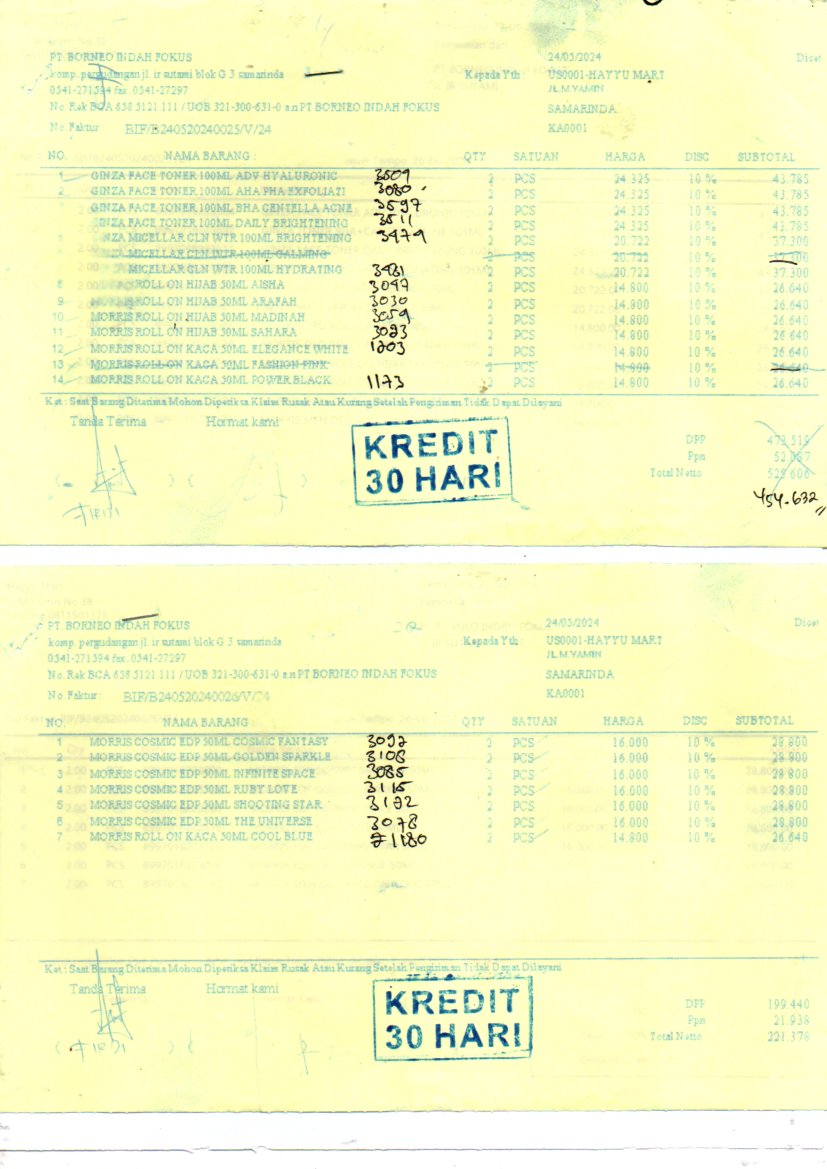 PT. BORNEO INDAH FOKUS 24/05/2024 Dicet
komp. pergudangan jl. ir sutami blok G 3 samarinda Kepada Yth US0001-HAYYU MART
0541-271594 fax. 0541-27297 JL.M.YAMIN
No. Rek BCA 658 5121 111 / UOB 321-300-631-0 a.n PT BORNEO INDAH FOKUS SAMARINDA
No. Faktur BIF/B240520240025/V/24 KA0001
NO. NAMA BARANG : QTY SATUAN HARGA DISC SUBTOTAL
1 GINZA FACE TONER 100ML ADV HYALURONIC 3509 2 PCS 24.325 10 % 43.785
2 GINZA FACE TONER 100ML AHA PHA EXFOLIATI 3080 2 PCS 24.325 10 % 43.785
GINZA FACE TONER 100ML BHA CENTELLA ACNE 3597 2 PCS 24.325 10 % 43.785
NZA FACE TONER 100ML DAILY BRIGHTENING 3511 2 PCS 24.325 10 % 43.785
NZA MICELLAR CLN WTR 100ML BRIGHTENING 3479 2 PCS 20.722 10 % 37.300
MICELLAR CLN WTR 100ML CALMING 2 PCS 20.722 10 % 37.300
MICELLAR CLN WTR 100ML HYDRATING 3481 2 PCS 20.722 10 % 37.300
8 ROLL ON HIJAB 50ML AISHA 3047 2 PCS 14.800 10 % 26.640
9 ROLL ON HIJAB 50ML ARAFAH 3030 2 PCS 14.800 10 % 26.640
10 MORRIS ROLL ON HIJAB 50ML MADINAH 3059 2 PCS 14.800 10 % 26.640
11 MORRIS ROLL ON HIJAB 50ML SAHARA 3023 2 PCS 14.800 10 % 26.640
12 MORRIS ROLL ON KACA 50ML ELEGANCE WHITE 1203 2 PCS 14.800 10 % 26.640
13 MORRIS ROLL ON KACA 50ML FASHION PINK 2 PCS 14.800 10 % 26.640
14 MORRIS ROLL ON KACA 50ML POWER BLACK 1173 2 PCS 14.800 10 % 26.640
Ket : Saat Barang Diterima Mohon Diperiksa Klaim Rusak Atau Kurang Setelah Pengiriman Tidak Dapat Dilayani
Tanda Terima Hormat kami
KREDIT
30 HARI
DPP 473.519
Ppn 52.087
Total Netto 525.606
454.632
PT. BORNEO INDAH FOKUS 24/05/2024 Dicet
komp. pergudangan jl. ir sutami blok G 3 samarinda Kepada Yth US0001-HAYYU MART
0541-271594 fax. 0541-27297 JL.M.YAMIN
No. Rek BCA 658 5121 111 / UOB 321-300-631-0 a.n PT BORNEO INDAH FOKUS SAMARINDA
No. Faktur : BIF/B240520240026/V/24 KA0001
NO. NAMA BARANG QTY SATUAN HARGA DISC SUBTOTAL
1 MORRIS COSMIC EDP 50ML COSMIC FANTASY 3092 2 PCS 16.000 10 % 28.800
2 MORRIS COSMIC EDP 50ML GOLDEN SPARKLE 3108 2 PCS 16.000 10 % 28.800
3 MORRIS COSMIC EDP 50ML INFINITE SPACE 3085 2 PCS 16.000 10 % 28.800
4 MORRIS COSMIC EDP 50ML RUBY LOVE 3115 2 PCS 16.000 10 % 28.800
5 MORRIS COSMIC EDP 50ML SHOOTING STAR 3122 2 PCS 16.000 10 % 28.800
6 MORRIS COSMIC EDP 50ML THE UNIVERSE 3078 2 PCS 16.000 10 % 28.800
7 MORRIS ROLL ON KACA 50ML COOL BLUE 1180 2 PCS 14.800 10 % 26.640
Ket : Saat Barang Diterima Mohon Diperiksa Klaim Rusak Atau Kurang Setelah Pengiriman Tidak Dapat Dilayani
Tanda Terima Hormat kami
KREDIT
30 HARI
DPP 199.440
Ppn 21.938
Total Netto 221.378